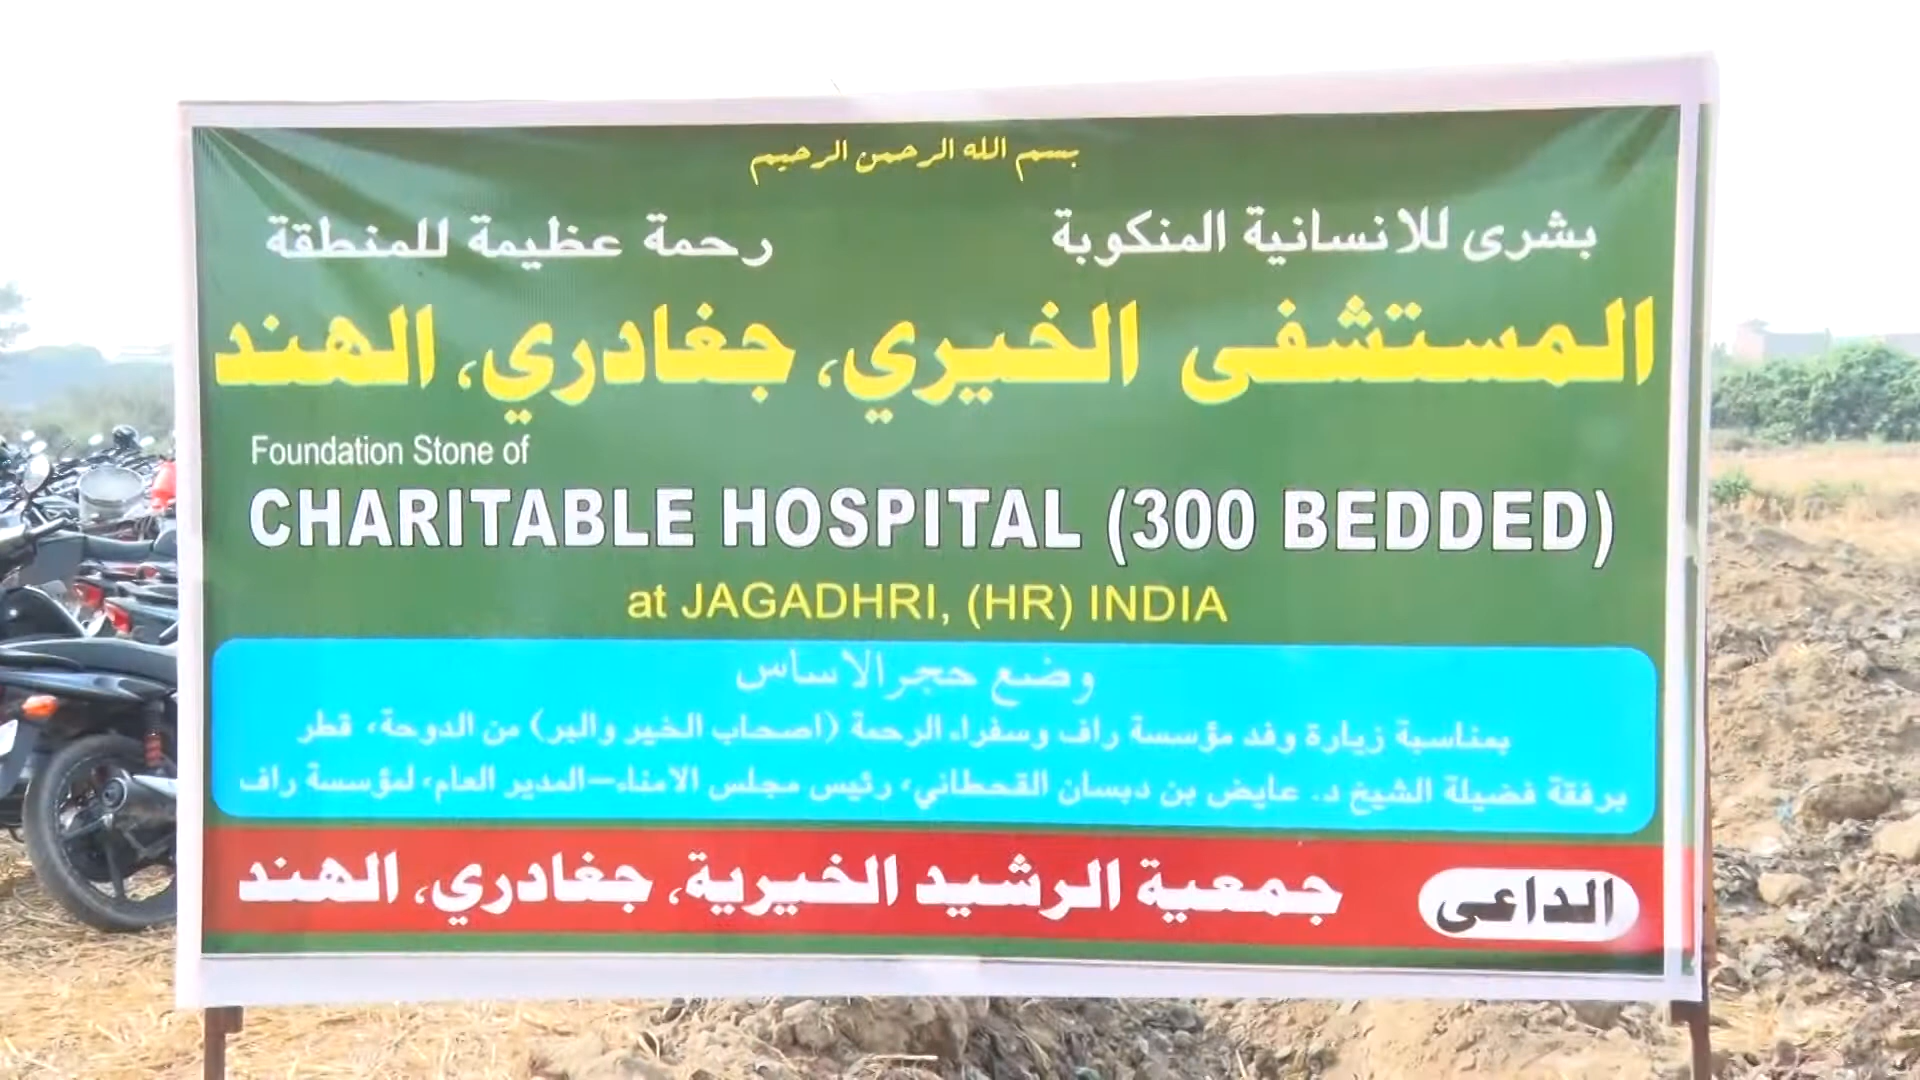 بسم الله الرحمن الرحيم
بشرى للانسانية المنكوبة رحمة عظيمة للمنطقة
المستشفى الخيري، جغادري، الهند
Foundation Stone of
CHARITABLE HOSPITAL (300 BEDDED)
at JAGADHRI, (HR) INDIA
وضع حجر الاساس
بمناسبة زيارة وفد مؤسسة راف وسفراء الرحمة (اصحاب الخير والبر) من الدوحة، قطر
برفقة فضيلة الشيخ د. عايض بن دبسان القحطاني، رئيس مجلس الامناء–المدير العام، لمؤسسة راف
الداعى جمعية الرشيد الخيرية، جغادري، الهند